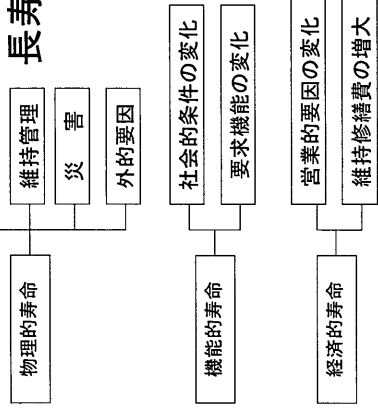 長寿
物理的寿命
維持管理
災 害
外的要因
機能的寿命
社会的条件の変化
要求機能の変化
経済的寿命
営業的要因の変化
維持修繕費の増大